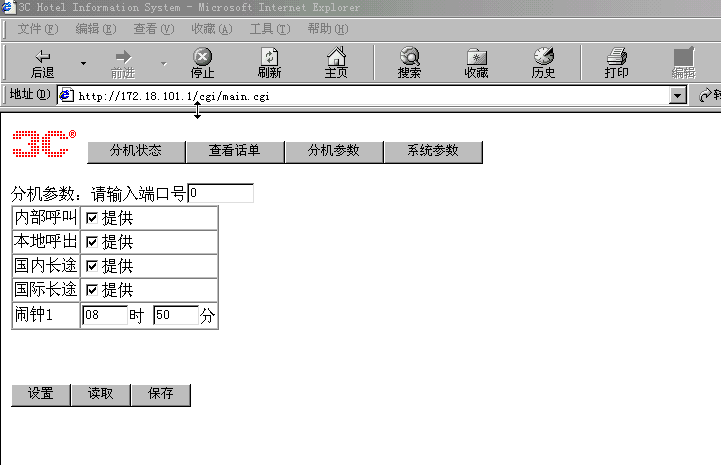 3C Hotel Information System - Microsoft Internet Explorer
文件(F) 编辑(E) 查看(V) 收藏(A) 工具(T) 帮助(H)
后退 前进 停止 刷新 主页 搜索 收藏 历史 打印 编辑
地址(D) http://172.18.101.1/cgi/main.cgi 转
3C® 分机状态 查看话单 分机参数 系统参数
分机参数：请输入端口号 0
内部呼叫 提供
本地呼出 提供
国内长途 提供
国际长途 提供
闹钟1 08 时 50 分
设置 读取 保存